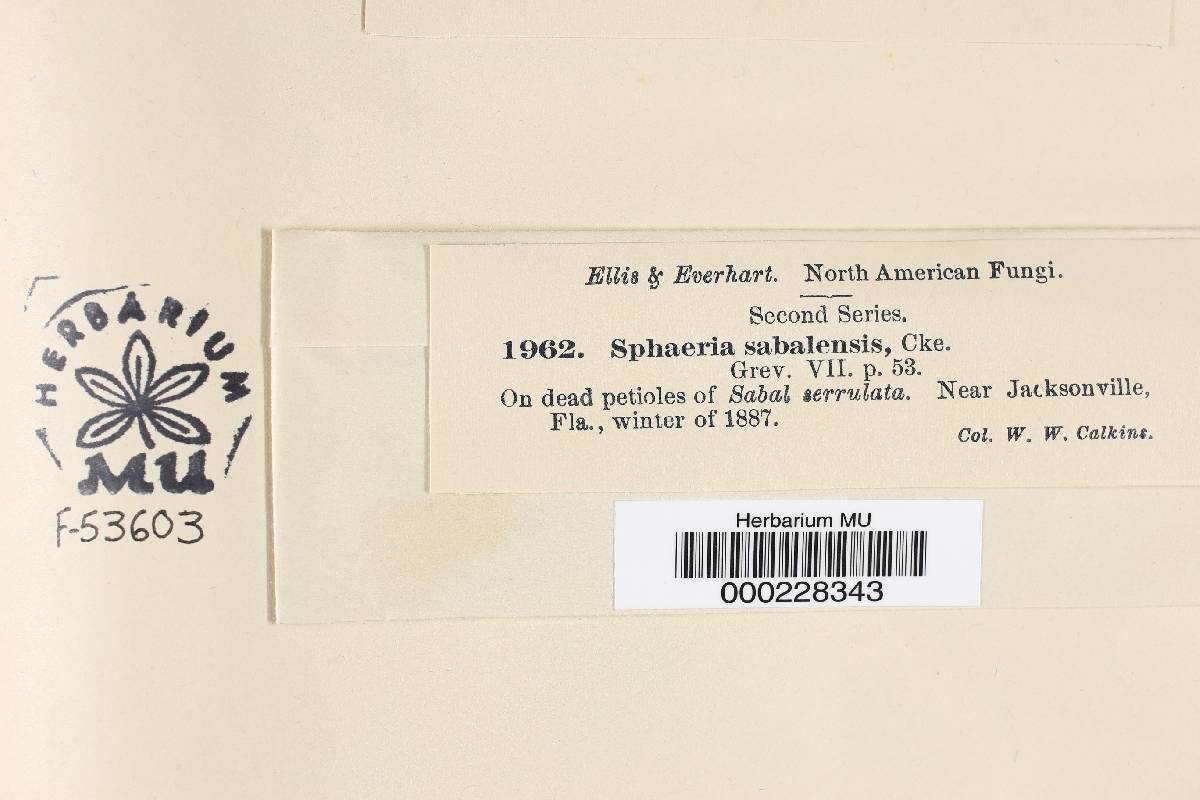 Ellis & Everhart. North American Fungi.
Second Series.
1962. Sphaeria sabalensis, Cke.
Grev. VII. p. 53.
On dead petioles of Sabal serrulata. Near Jacksonville,
Fla., winter of 1887.
Col. W. W. Calkins.
HERBARIUM
MU
F-53603
Herbarium MU
000228343